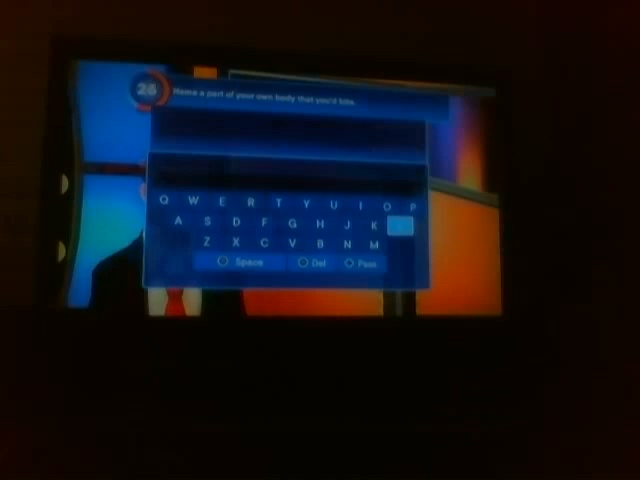 26
Name a part of your own body that you'd bite.
Q W E R T Y U I O P
A S D F G H J K
Z X C V B N M
Space Del Pass